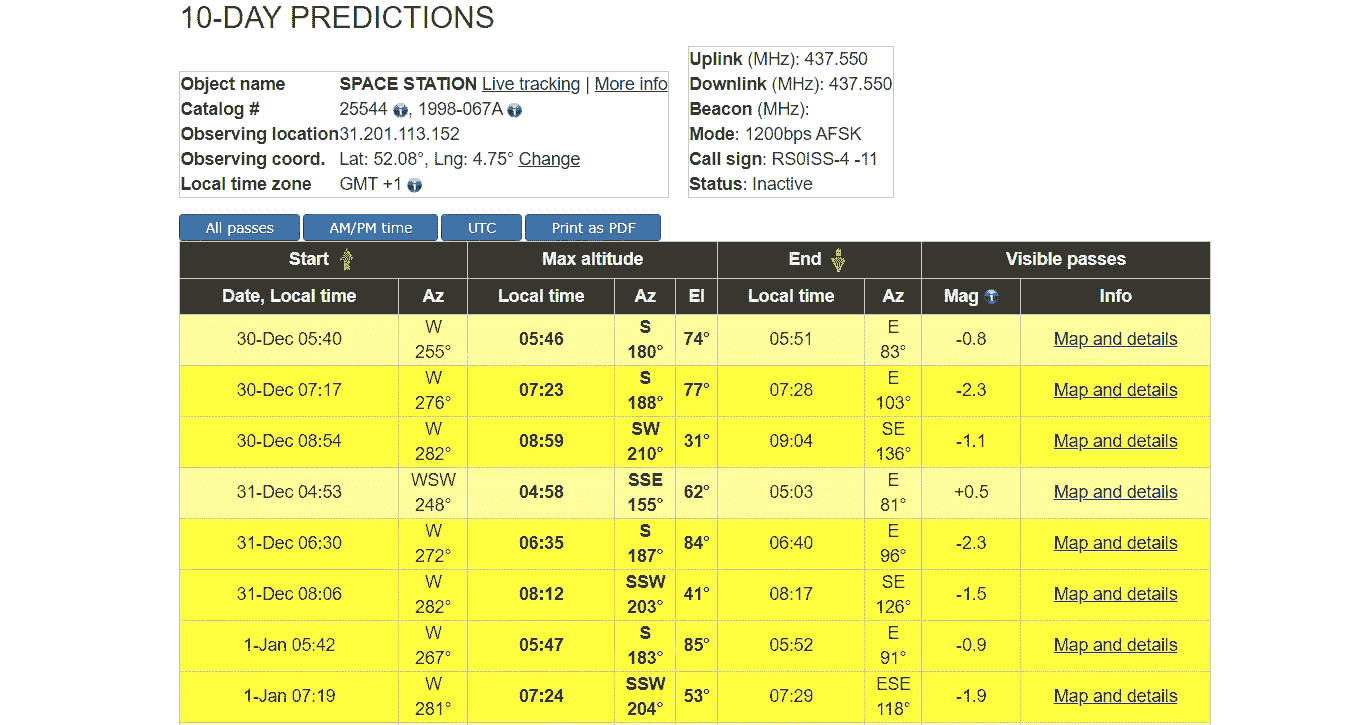 10-DAY PREDICTIONS
Object name SPACE STATION Live tracking | More info
Catalog # 25544 , 1998-067A
Observing location 31.201.113.152
Observing coord. Lat: 52.08°, Lng: 4.75° Change
Local time zone GMT +1
Uplink (MHz): 437.550
Downlink (MHz): 437.550
Beacon (MHz):
Mode: 1200bps AFSK
Call sign: RS0ISS-4 -11
Status: Inactive
All passes AM/PM time UTC Print as PDF
Start Max altitude End Visible passes
Date, Local time Az Local time Az El Local time Az Mag Info
30-Dec 05:40 W 255° 05:46 S 180° 74° 05:51 E 83° -0.8 Map and details
30-Dec 07:17 W 276° 07:23 S 188° 77° 07:28 E 103° -2.3 Map and details
30-Dec 08:54 W 282° 08:59 SW 210° 31° 09:04 SE 136° -1.1 Map and details
31-Dec 04:53 WSW 248° 04:58 SSE 155° 62° 05:03 E 81° +0.5 Map and details
31-Dec 06:30 W 272° 06:35 S 187° 84° 06:40 E 96° -2.3 Map and details
31-Dec 08:06 W 282° 08:12 SSW 203° 41° 08:17 SE 126° -1.5 Map and details
1-Jan 05:42 W 267° 05:47 S 183° 85° 05:52 E 91° -0.9 Map and details
1-Jan 07:19 W 281° 07:24 SSW 204° 53° 07:29 ESE 118° -1.9 Map and details